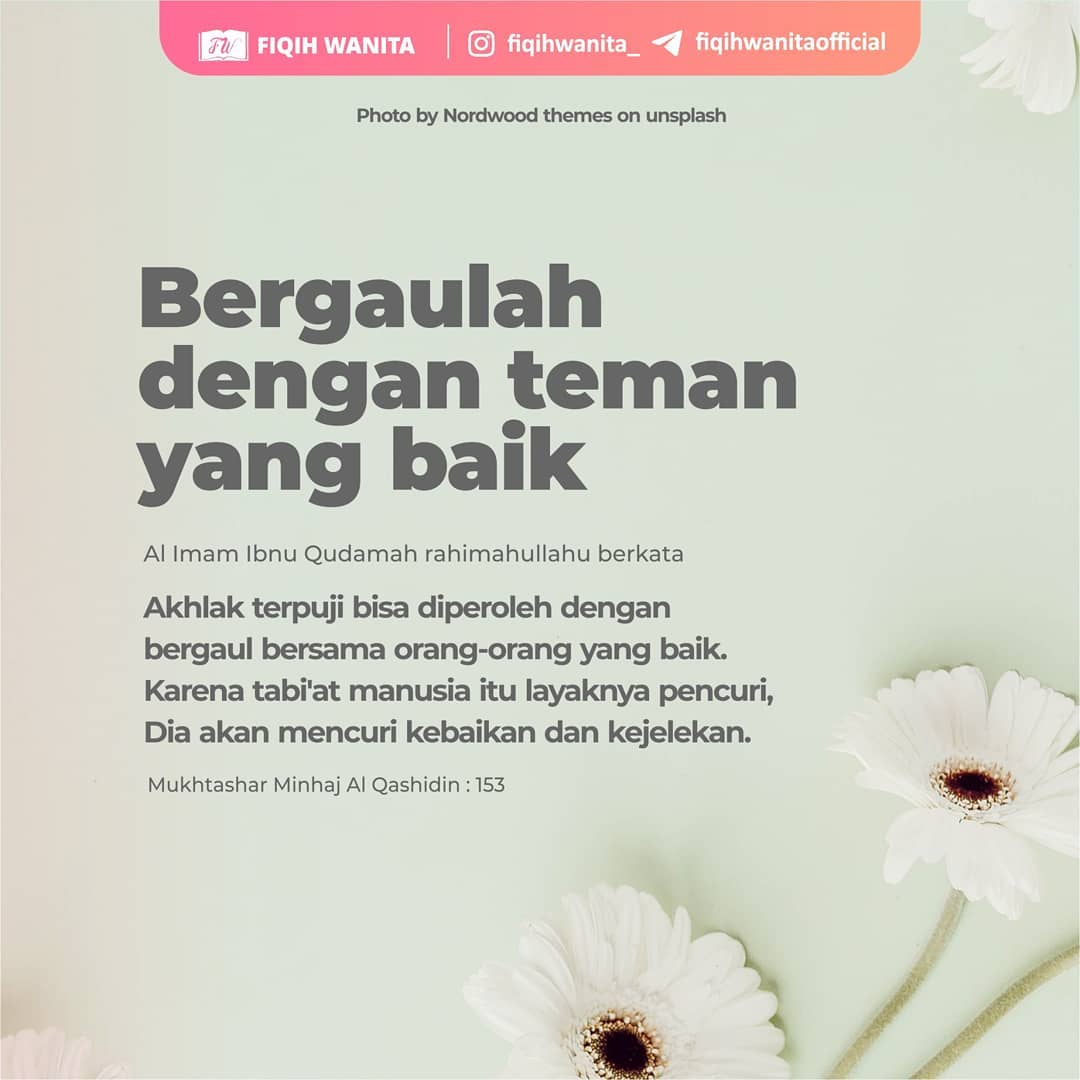 FW FIQIH WANITA | fiqihwanita_ fiqihwanitaofficial
Photo by Nordwood themes on unsplash
Bergaulah
dengan teman
yang baik
Al Imam Ibnu Qudamah rahimahullahu berkata
Akhlak terpuji bisa diperoleh dengan
bergaul bersama orang-orang yang baik.
Karena tabi'at manusia itu layaknya pencuri,
Dia akan mencuri kebaikan dan kejelekan.
Mukhtashar Minhaj Al Qashidin : 153